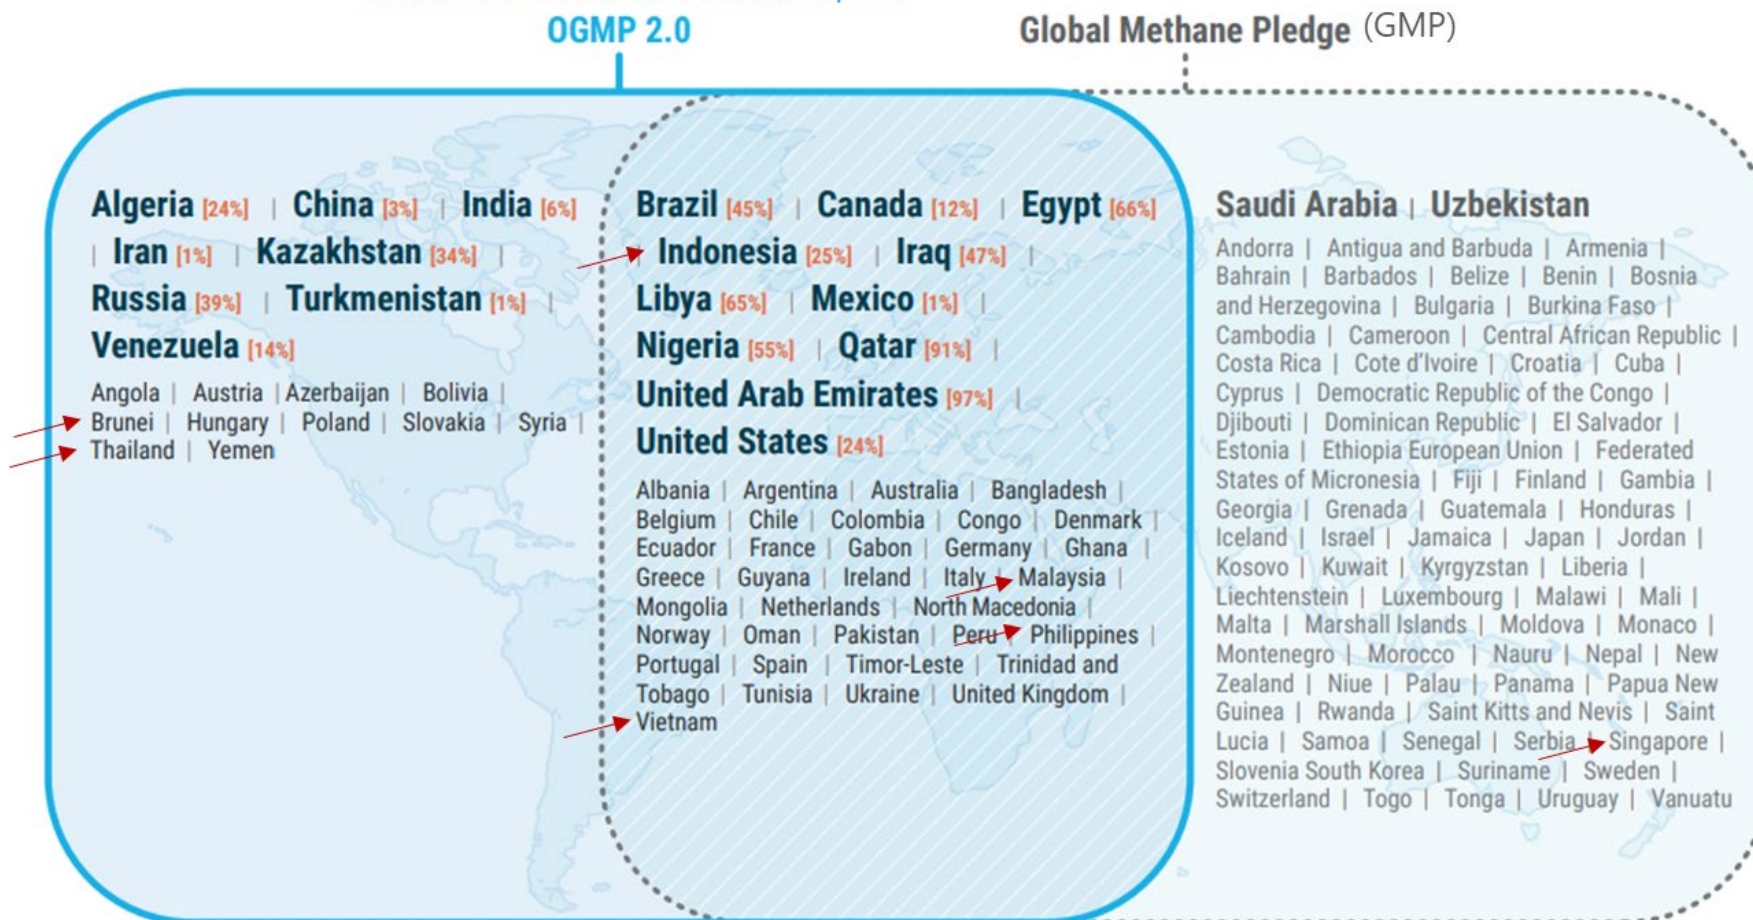 OGMP 2.0
Global Methane Pledge (GMP)
Algeria [24%] | China [3%] | India [6%]
| Iran [1%] | Kazakhstan [34%] |
Russia [39%] | Turkmenistan [1%] |
Venezuela [14%]
Angola | Austria | Azerbaijan | Bolivia |
Brunei | Hungary | Poland | Slovakia | Syria |
Thailand | Yemen
Brazil [45%] | Canada [12%] | Egypt [66%]
| Indonesia [25%] | Iraq [47%] |
Libya [65%] | Mexico [1%] |
Nigeria [55%] | Qatar [91%] |
United Arab Emirates [97%] |
United States [24%]
Albania | Argentina | Australia | Bangladesh |
Belgium | Chile | Colombia | Congo | Denmark |
Ecuador | France | Gabon | Germany | Ghana |
Greece | Guyana | Ireland | Italy | Malaysia |
Mongolia | Netherlands | North Macedonia |
Norway | Oman | Pakistan | Peru | Philippines |
Portugal | Spain | Timor-Leste | Trinidad and
Tobago | Tunisia | Ukraine | United Kingdom |
Vietnam
Saudi Arabia | Uzbekistan
Andorra | Antigua and Barbuda | Armenia |
Bahrain | Barbados | Belize | Benin | Bosnia
and Herzegovina | Bulgaria | Burkina Faso |
Cambodia | Cameroon | Central African Republic |
Costa Rica | Cote d'Ivoire | Croatia | Cuba |
Cyprus | Democratic Republic of the Congo |
Djibouti | Dominican Republic | El Salvador |
Estonia | Ethiopia European Union | Federated
States of Micronesia | Fiji | Finland | Gambia |
Georgia | Grenada | Guatemala | Honduras |
Iceland | Israel | Jamaica | Japan | Jordan |
Kosovo | Kuwait | Kyrgyzstan | Liberia |
Liechtenstein | Luxembourg | Malawi | Mali |
Malta | Marshall Islands | Moldova | Monaco |
Montenegro | Morocco | Nauru | Nepal | New
Zealand | Niue | Palau | Panama | Papua New
Guinea | Rwanda | Saint Kitts and Nevis | Saint
Lucia | Samoa | Senegal | Serbia | Singapore |
Slovenia South Korea | Suriname | Sweden |
Switzerland | Togo | Tonga | Uruguay | Vanuatu